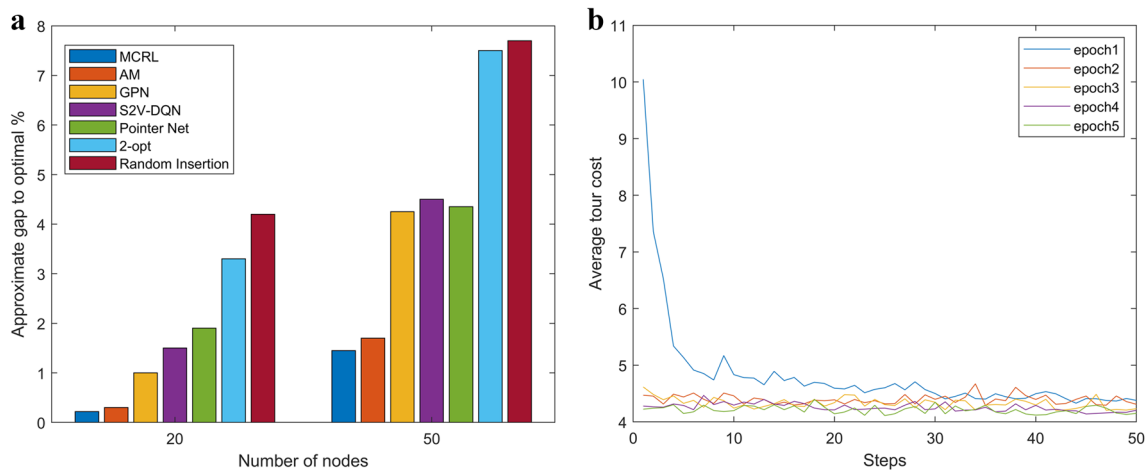 a
Approximate gap to optimal %
8
7
6
5
4
3
2
1
0
MCRL
AM
GPN
S2V-DQN
Pointer Net
2-opt
Random Insertion
20
50
Number of nodes
b
Average tour cost
11
10
9
8
7
6
5
4
epoch1
epoch2
epoch3
epoch4
epoch5
0
10
20
30
40
50
Steps